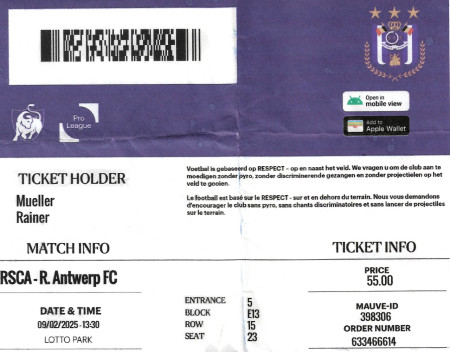 Pro
League
Open in
mobile view
Add to
Apple Wallet
TICKET HOLDER
Mueller
Rainer
Voetbal is gebaseerd op RESPECT - op en naast het veld. We vragen u om de club aan te
moedigen zonder pyro, zonder discriminerende gezangen en zonder projectielen op het
veld te gooien.
Le football est basé sur le RESPECT - sur et en dehors du terrain. Nous vous demandons
d'encourager le club sans pyro, sans chants discriminatoires et sans lancer de projectiles
sur le terrain.
MATCH INFO
RSCA - R. Antwerp FC
DATE & TIME
09/02/2025 - 13:30
LOTTO PARK
ENTRANCE 5
BLOCK E13
ROW 15
SEAT 23
TICKET INFO
PRICE
55.00
MAUVE-ID
398306
ORDER NUMBER
633466614